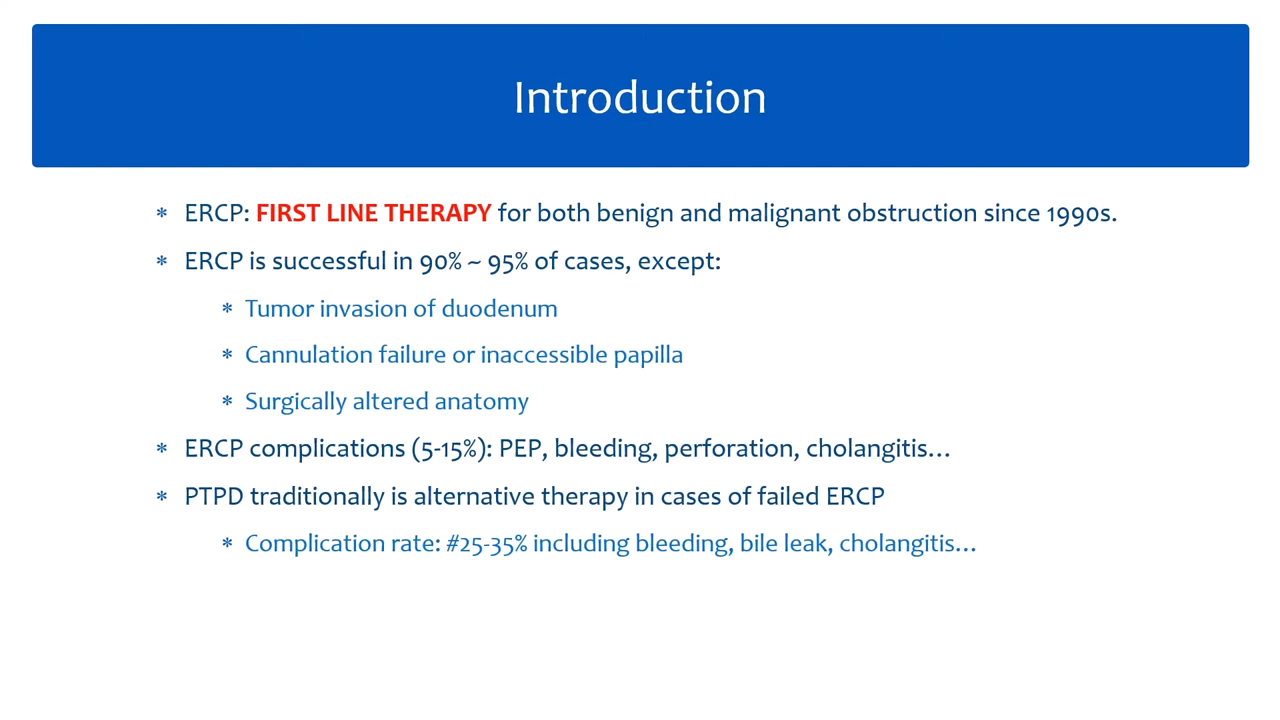 Introduction
* ERCP: FIRST LINE THERAPY for both benign and malignant obstruction since 1990s.
* ERCP is successful in 90% ~ 95% of cases, except:
* Tumor invasion of duodenum
* Cannulation failure or inaccessible papilla
* Surgically altered anatomy
* ERCP complications (5-15%): PEP, bleeding, perforation, cholangitis…
* PTPD traditionally is alternative therapy in cases of failed ERCP
* Complication rate: #25-35% including bleeding, bile leak, cholangitis…